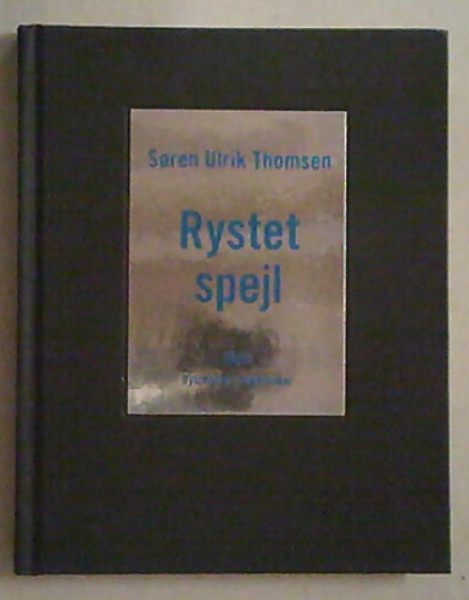 Søren Ulrik Thomsen
Rystet
spejl